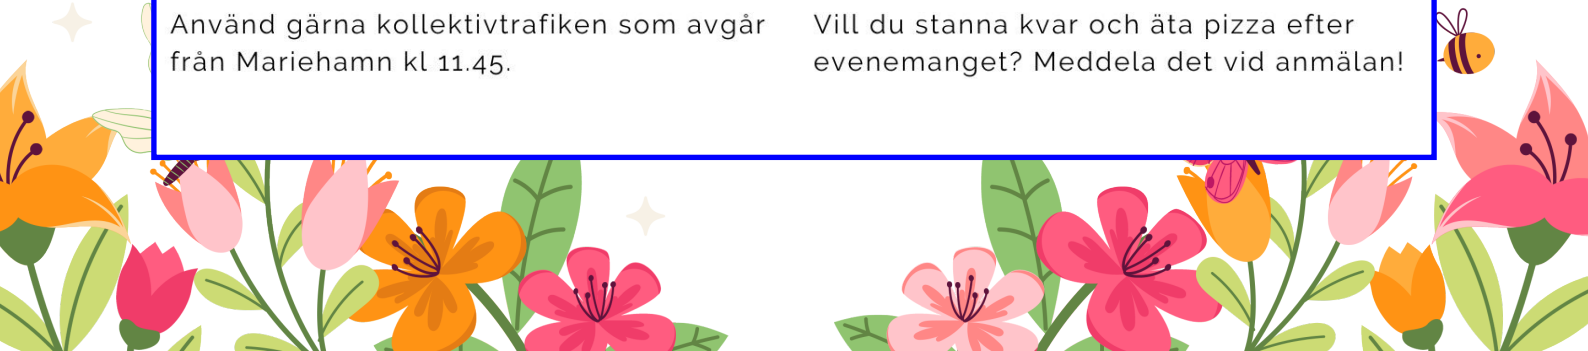 Använd gärna kollektivtrafiken som avgår
från Mariehamn kl 11.45.
Vill du stanna kvar och äta pizza efter
evenemanget? Meddela det vid anmälan!